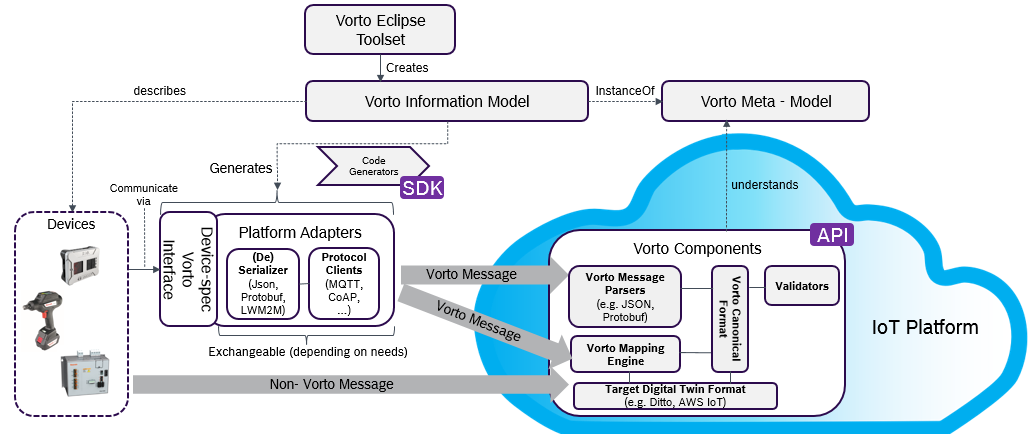 Vorto Eclipse
Toolset
Creates
describes
Vorto Information Model
InstanceOf
Vorto Meta - Model
Generates
Code
Generators
SDK
understands
Communicate
via
Devices
Device-spec
Vorto
Interface
Platform Adapters
(De)
Serializer
(Json,
Protobuf,
LWM2M)
Protocol
Clients
(MQTT,
CoAP,
...)
Exchangeable (depending on needs)
Vorto Message
Vorto Message
Non- Vorto Message
API
Vorto Components
Vorto Message
Parsers
(e.g. JSON,
Protobuf)
Vorto Canonical
Format
Validators
Vorto Mapping
Engine
Target Digital Twin Format
(e.g. Ditto, AWS IoT)
IoT Platform